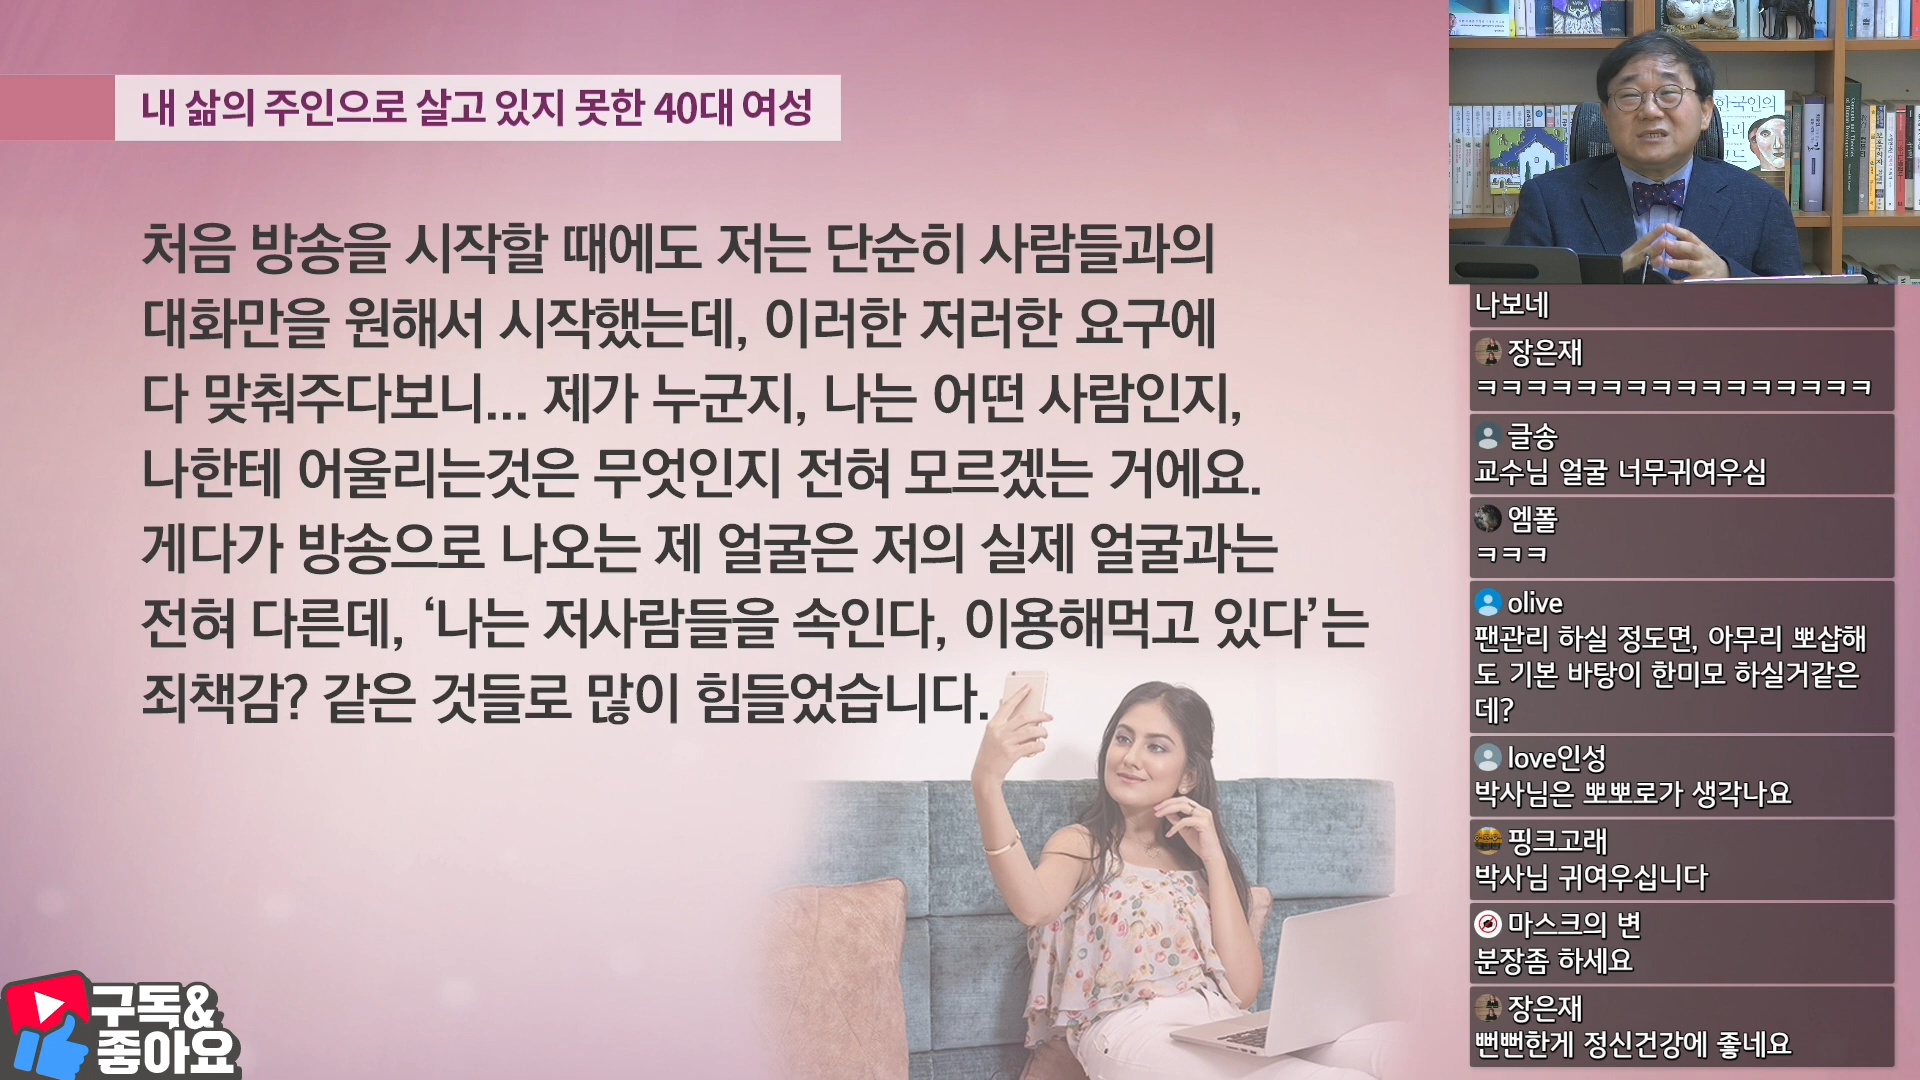 내 삶의 주인으로 살고 있지 못한 40대 여성
처음 방송을 시작할 때에도 저는 단순히 사람들과의
대화만을 원해서 시작했는데, 이러한 저러한 요구에
다 맞춰주다보니... 제가 누군지, 나는 어떤 사람인지,
나한테 어울리는것은 무엇인지 전혀 모르겠는 거에요.
게다가 방송으로 나오는 제 얼굴은 저의 실제 얼굴과는
전혀 다른데, ‘나는 저사람들을 속인다, 이용해먹고 있다’는
죄책감? 같은 것들로 많이 힘들었습니다.
구독&
좋아요
한국인의
나보네
장은재
ㅋㅋㅋㅋㅋㅋㅋㅋㅋㅋㅋㅋㅋㅋㅋㅋ
글송
교수님 얼굴 너무귀여우심
엠폴
ㅋㅋㅋ
olive
팬관리 하실 정도면, 아무리 뽀샵해
도 기본 바탕이 한미모 하실거같은
데?
love인성
박사님은 뽀뽀로가 생각나요
핑크고래
박사님 귀여우십니다
마스크의 변
분장좀 하세요
장은재
뻔뻔한게 정신건강에 좋네요